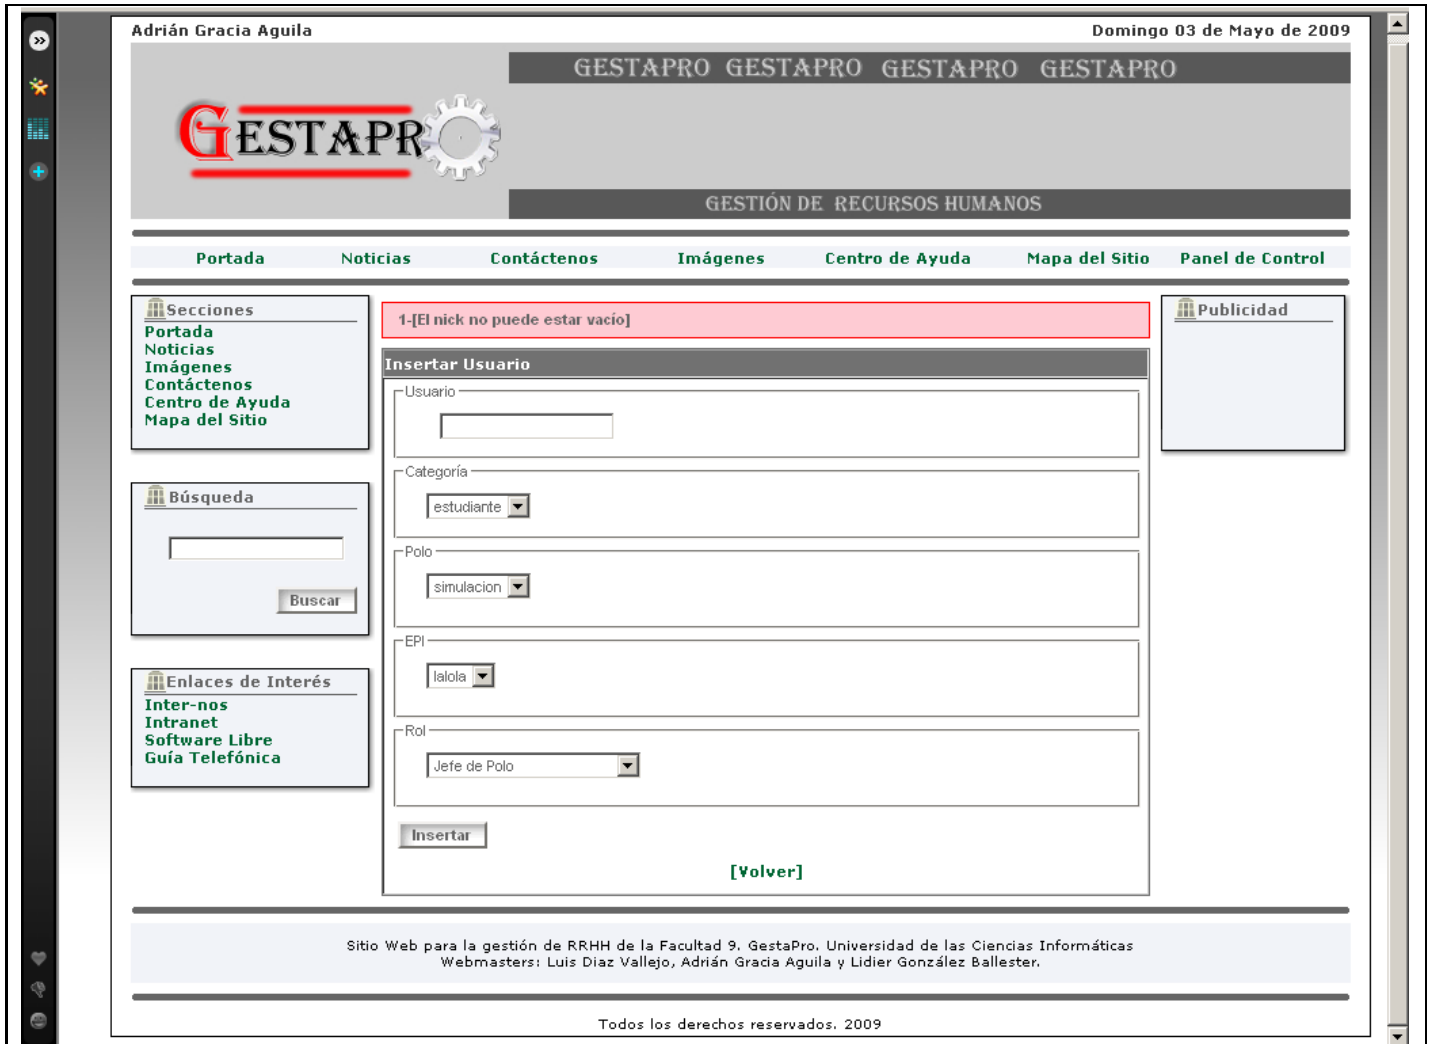 Adrián Gracia Aguila
Domingo 03 de Mayo de 2009
GESTAPRO GESTAPRO GESTAPRO GESTAPRO
GESTAPRO
GESTIÓN DE RECURSOS HUMANOS
Portada Noticias Contáctenos Imágenes Centro de Ayuda Mapa del Sitio Panel de Control
Secciones
Portada
Noticias
Imágenes
Contáctenos
Centro de Ayuda
Mapa del Sitio
Búsqueda
Buscar
Enlaces de Interés
Inter-nos
Intranet
Software Libre
Guía Telefónica
1-[El nick no puede estar vacío]
Insertar Usuario
Usuario
Categoría
estudiante
Polo
simulacion
EPI
lalola
Rol
Jefe de Polo
Insertar
[Volver]
Publicidad
Sitio Web para la gestión de RRHH de la Facultad 9. GestaPro. Universidad de las Ciencias Informáticas
Webmasters: Luis Diaz Vallejo, Adrián Gracia Aguila y Lidier González Ballester.
Todos los derechos reservados. 2009